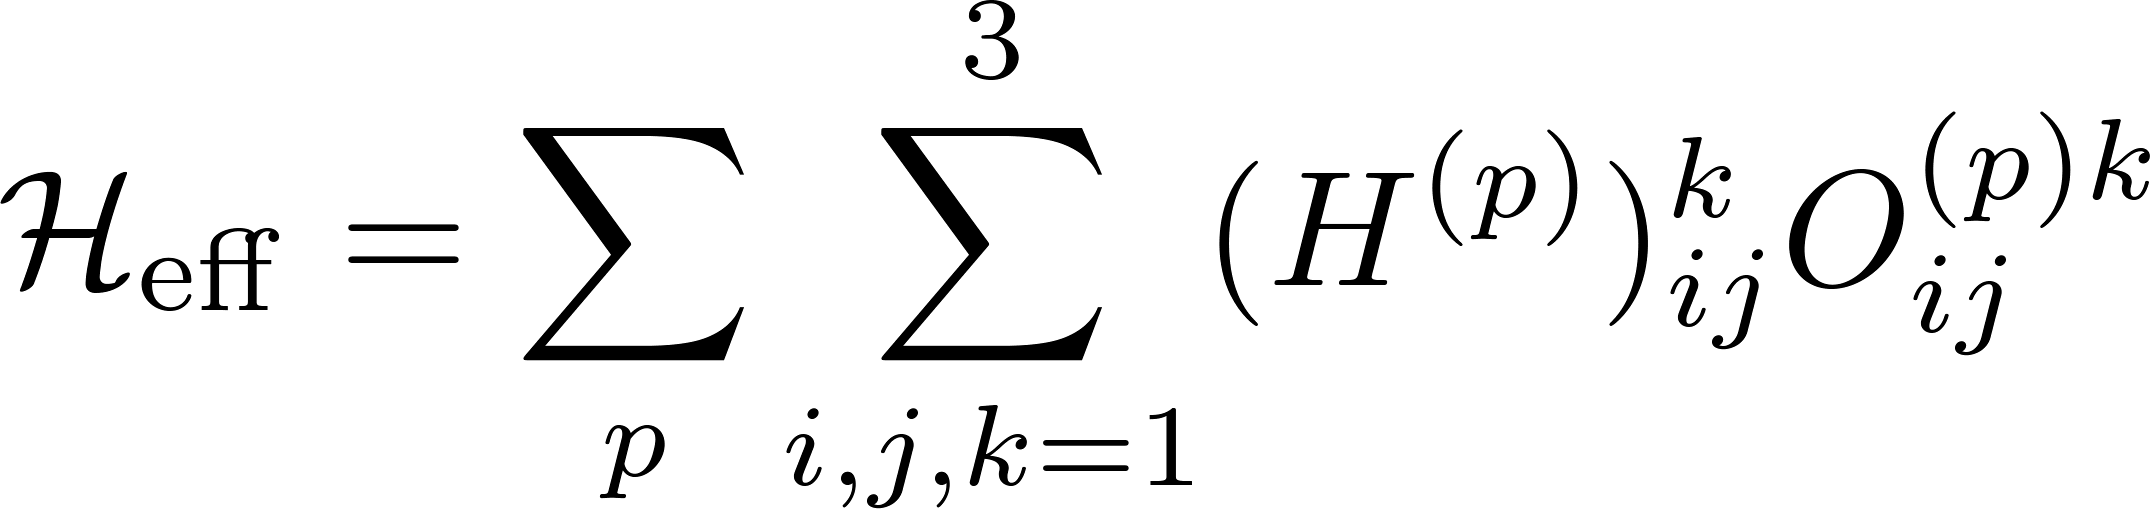 \mathcal{H}_{\text{eff}} = \sum_{p} \sum_{i,j,k=1}^{3} (H^{(p)})_{ij}^{k} O_{ij}^{(p)k}